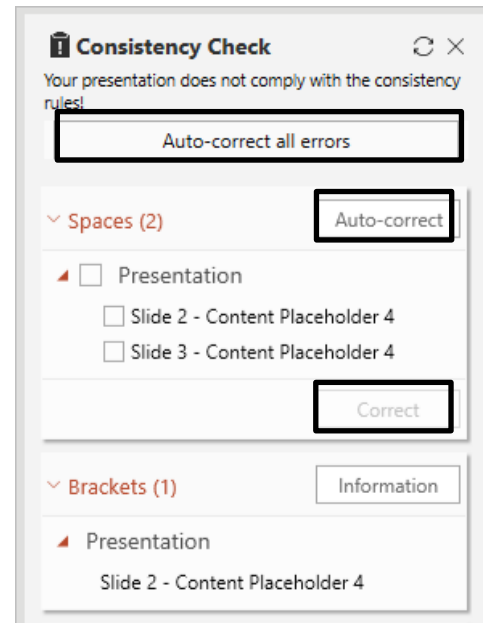 Consistency Check
Your presentation does not comply with the consistency
rules!
Auto-correct all errors
Spaces (2)
Auto-correct
Presentation
Slide 2 - Content Placeholder 4
Slide 3 - Content Placeholder 4
Correct
Brackets (1)
Information
Presentation
Slide 2 - Content Placeholder 4